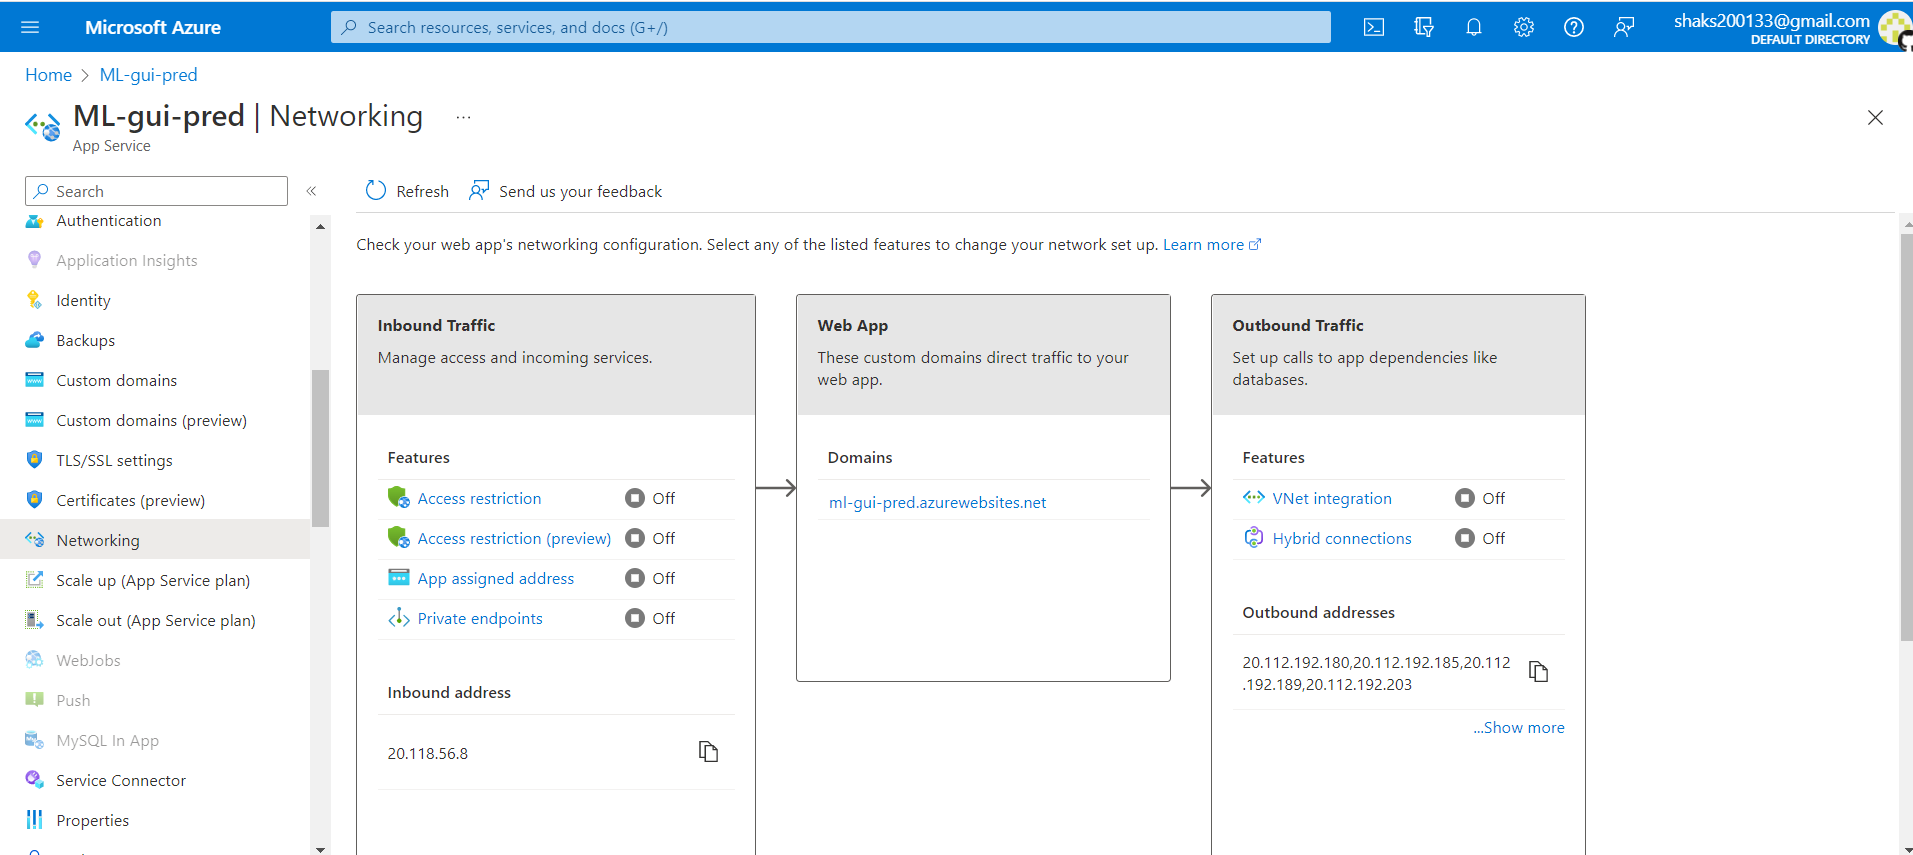 Microsoft Azure
Search resources, services, and docs (G+/)
shaks200133@gmail.com
DEFAULT DIRECTORY
Home > ML-gui-pred
ML-gui-pred | Networking ...
App Service
Search
«
Authentication
Application Insights
Identity
Backups
Custom domains
Custom domains (preview)
TLS/SSL settings
Certificates (preview)
Networking
Scale up (App Service plan)
Scale out (App Service plan)
WebJobs
Push
MySQL In App
Service Connector
Properties
Refresh
Send us your feedback
Check your web app's networking configuration. Select any of the listed features to change your network set up. Learn more
Inbound Traffic
Manage access and incoming services.
Features
Access restriction Off
Access restriction (preview) Off
App assigned address Off
Private endpoints Off
Inbound address
20.118.56.8
Web App
These custom domains direct traffic to your
web app.
Domains
ml-gui-pred.azurewebsites.net
Outbound Traffic
Set up calls to app dependencies like
databases.
Features
VNet integration Off
Hybrid connections Off
Outbound addresses
20.112.192.180,20.112.192.185,20.112
.192.189,20.112.192.203
...Show more